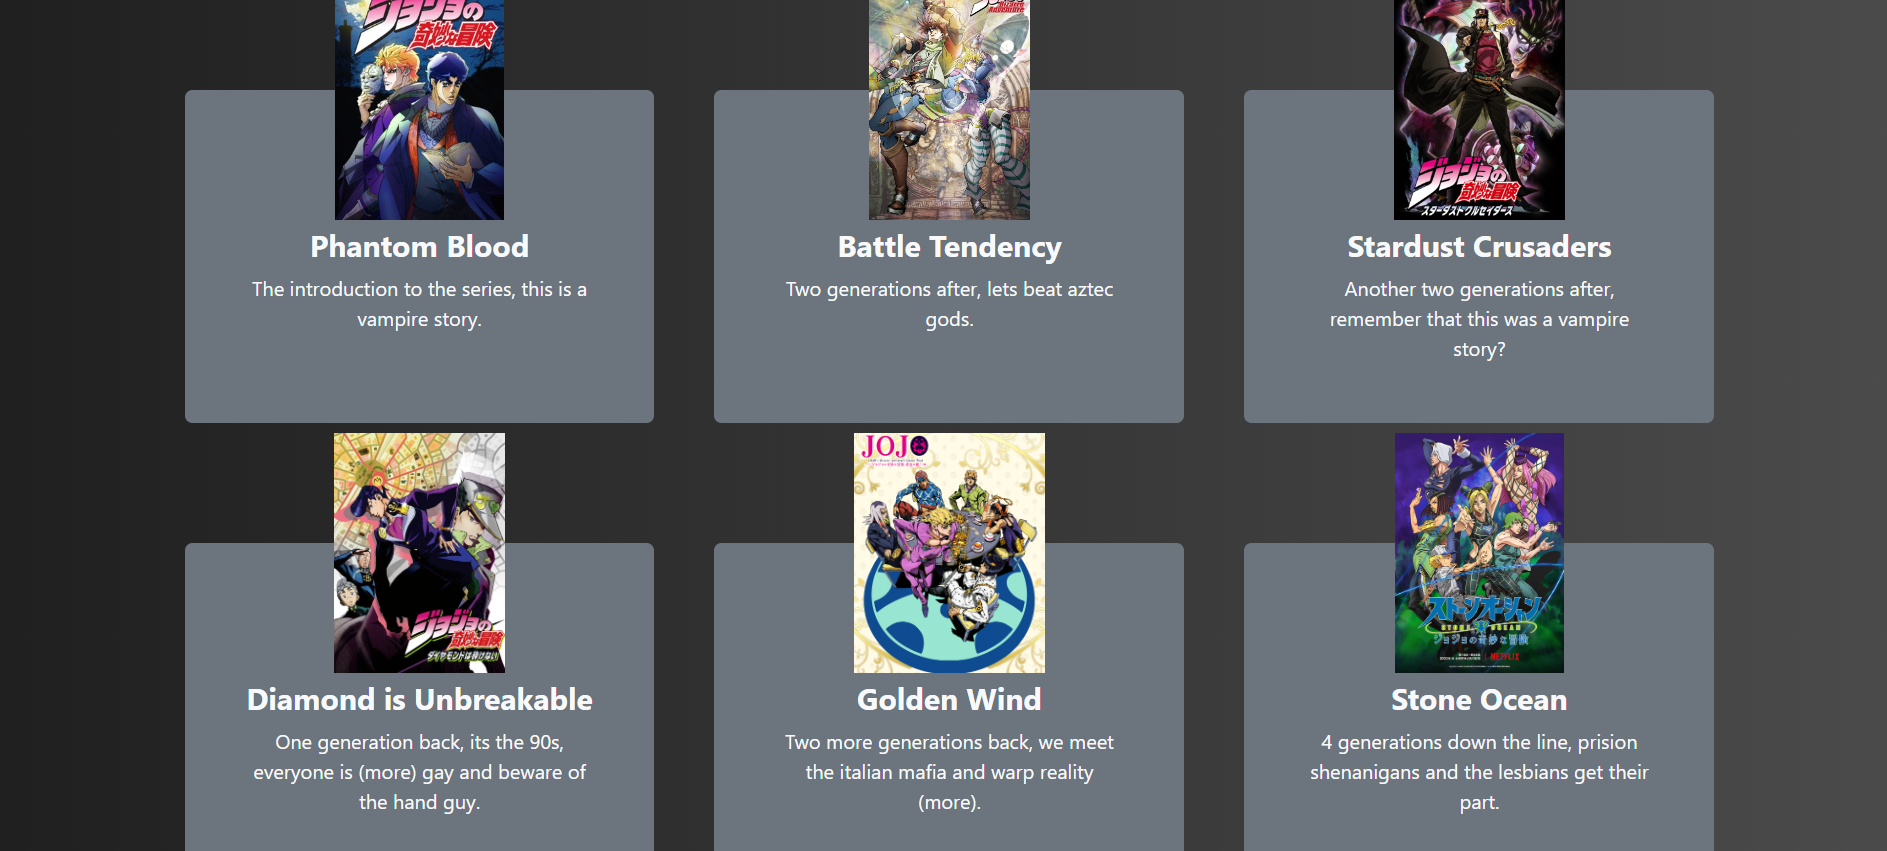 ジョジョの
奇妙な冒険
ジョジョの
奇妙な冒険
スターダストクルセイダース
Phantom Blood
Battle Tendency
Stardust Crusaders
The introduction to the series, this is a
vampire story.
Two generations after, lets beat aztec
gods.
Another two generations after,
remember that this was a vampire
story?
JOJO
ジョジョの
奇妙な冒険
ダイヤモンドは砕けない
ストーンオーシャン
STONE OCEAN
ジョジョの奇妙な冒険
NETFLIX
Diamond is Unbreakable
Golden Wind
Stone Ocean
One generation back, its the 90s,
everyone is (more) gay and beware of
the hand guy.
Two more generations back, we meet
the italian mafia and warp reality
(more).
4 generations down the line, prision
shenanigans and the lesbians get their
part.